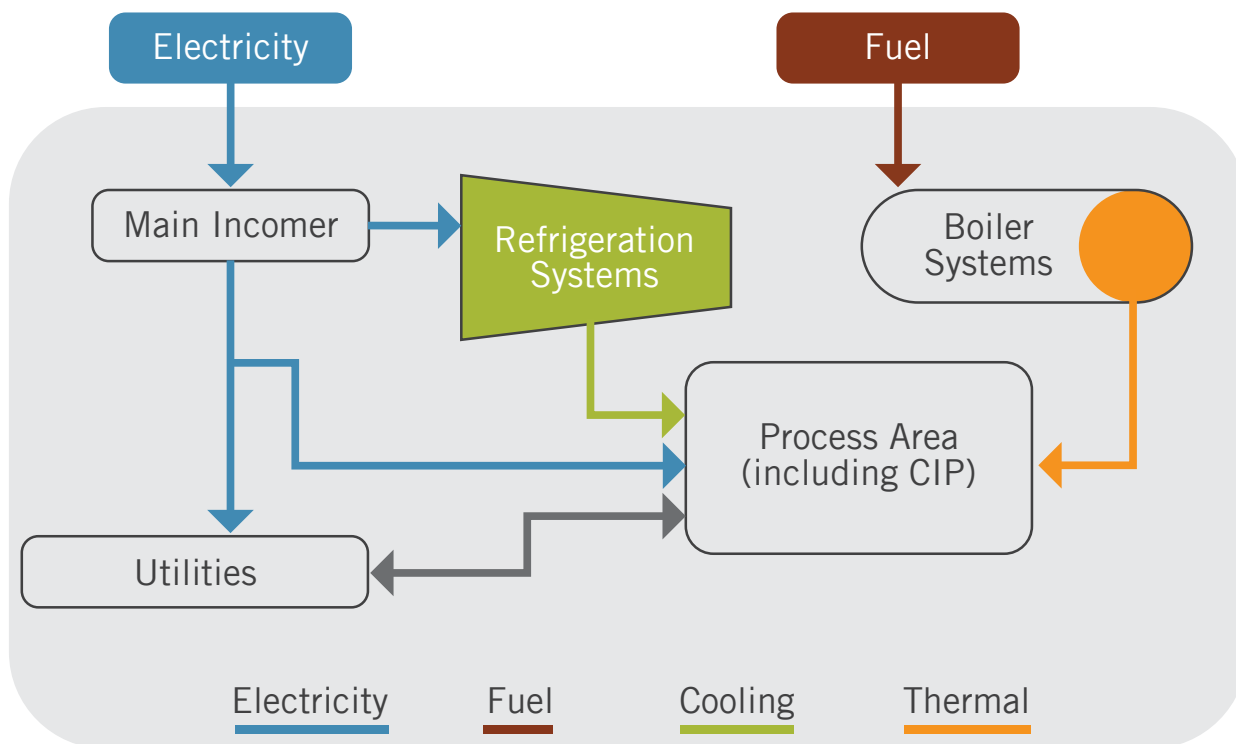 Electricity
Fuel
Main Incomer
Refrigeration
Systems
Boiler
Systems
Process Area
(including CIP)
Utilities
Electricity
Fuel
Cooling
Thermal